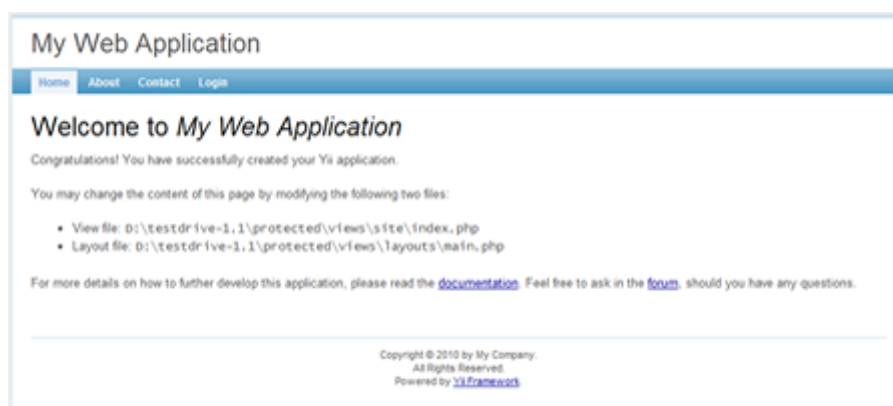 My Web Application
Home About Contact Login
Welcome to My Web Application
Congratulations! You have successfully created your Yii application.
You may change the content of this page by modifying the following two files:
• View file: D:\testdrive-1.1\protected\views\site\index.php
• Layout file: D:\testdrive-1.1\protected\views\layouts\main.php
For more details on how to further develop this application, please read the documentation. Feel free to ask in the forum, should you have any questions.
Copyright © 2010 by My Company.
All Rights Reserved.
Powered by Yii Framework.